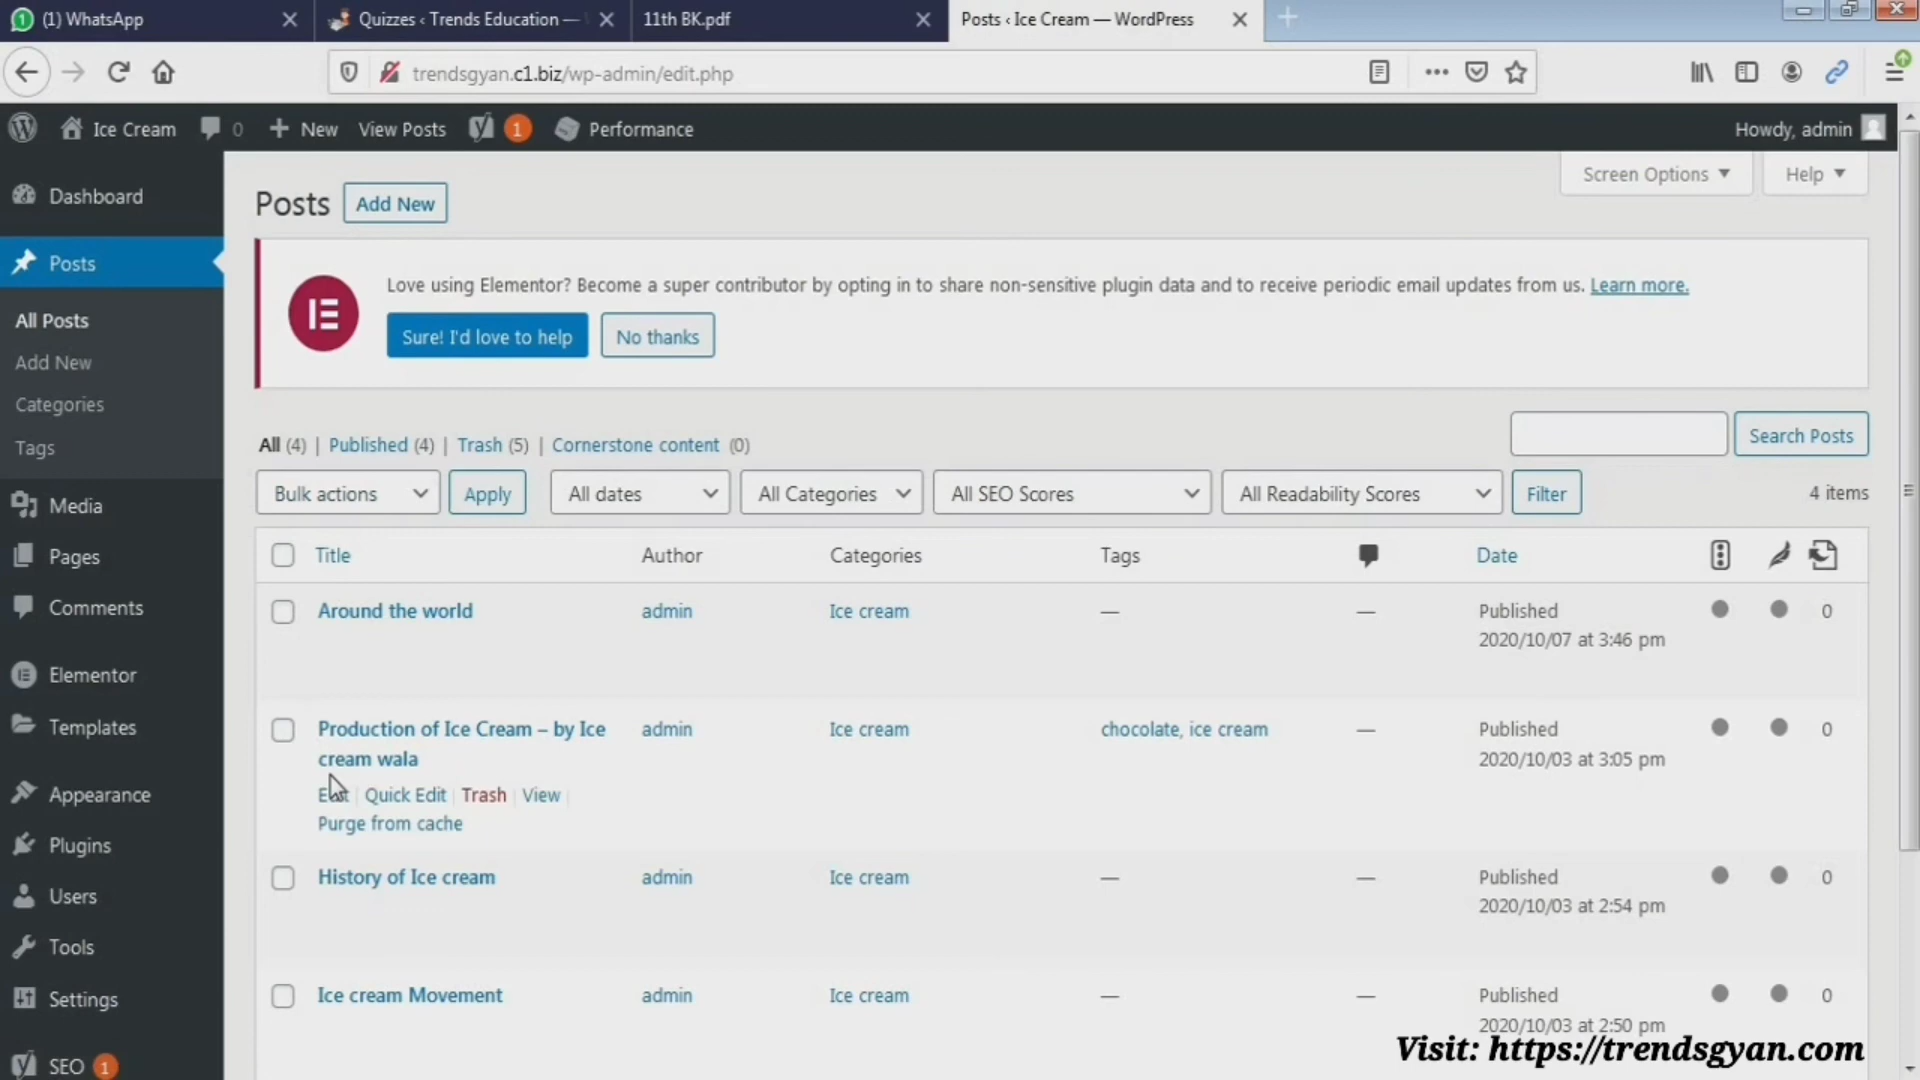 (1) WhatsApp
Quizzes ‹ Trends Education —
11th BK.pdf
Posts ‹ Ice Cream — WordPress
trendsgyan.c1.biz/wp-admin/edit.php
Ice Cream
0
New
View Posts
1
Performance
Howdy, admin
Dashboard
Posts
All Posts
Add New
Categories
Tags
Media
Pages
Comments
Elementor
Templates
Appearance
Plugins
Users
Tools
Settings
SEO 1
Screen Options
Help
Posts
Add New
Love using Elementor? Become a super contributor by opting in to share non-sensitive plugin data and to receive periodic email updates from us. Learn more.
Sure! I'd love to help
No thanks
All (4) | Published (4) | Trash (5) | Cornerstone content (0)
Search Posts
Bulk actions
Apply
All dates
All Categories
All SEO Scores
All Readability Scores
Filter
4 items
Title Author Categories Tags Date
Around the world admin Ice cream — — Published 0
2020/10/07 at 3:46 pm
Production of Ice Cream – by Ice admin Ice cream chocolate, ice cream — Published 0
cream wala 2020/10/03 at 3:05 pm
Edit | Quick Edit | Trash | View |
Purge from cache
History of Ice cream admin Ice cream — — Published 0
2020/10/03 at 2:54 pm
Ice cream Movement admin Ice cream — — Published 0
2020/10/03 at 2:50 pm
Visit: https://trendsgyan.com